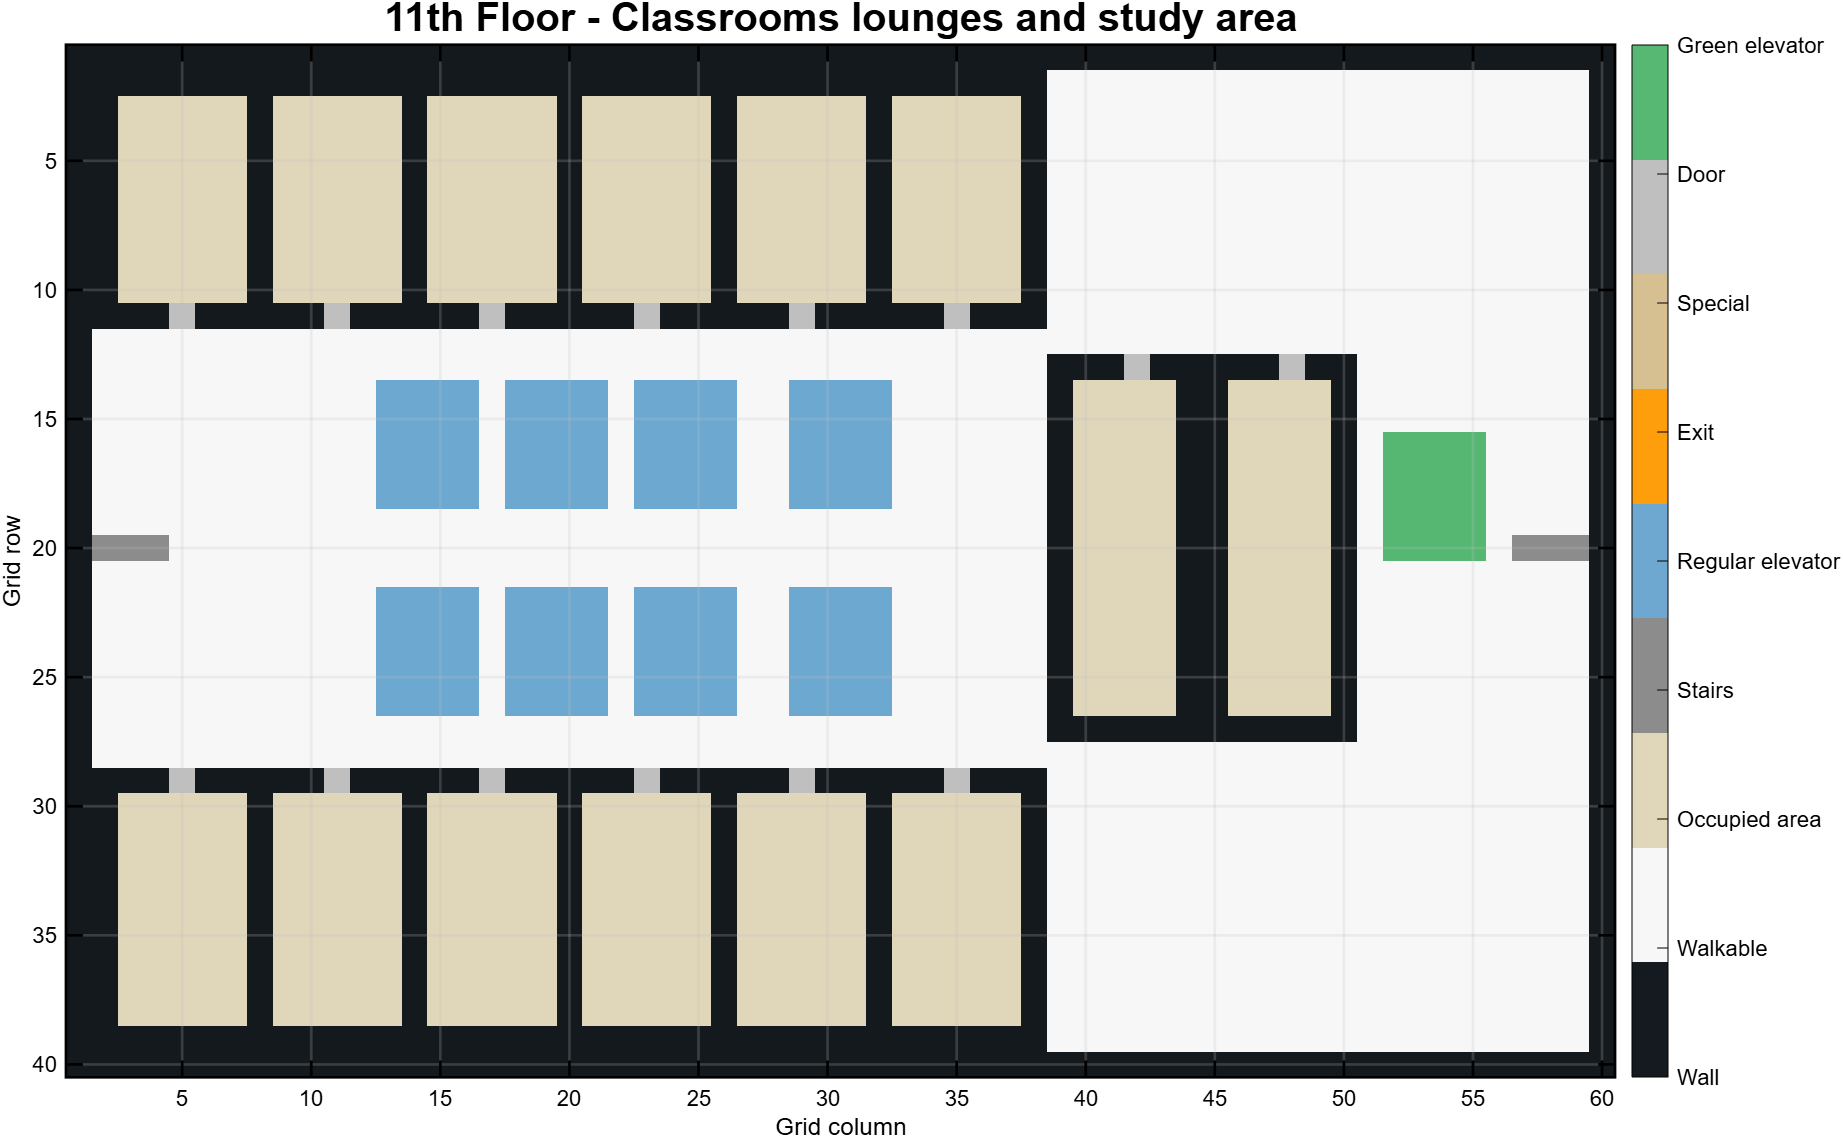 11th Floor - Classrooms lounges and study area
Green elevator
Door
Special
Exit
Regular elevator
Stairs
Occupied area
Walkable
Wall
Grid row
5
10
15
20
25
30
35
40
5 10 15 20 25 30 35 40 45 50 55 60
Grid column